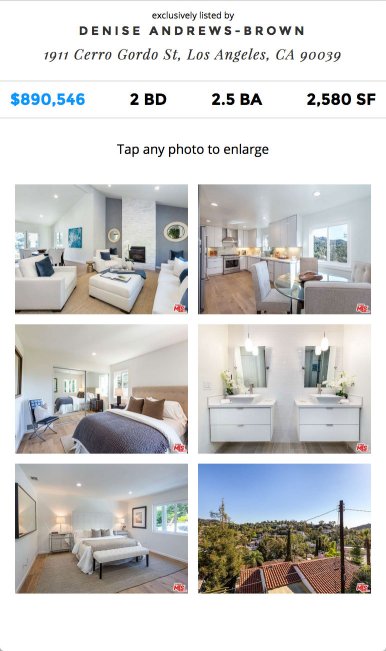 exclusively listed by
DENISE ANDREWS-BROWN
1911 Cerro Gordo St, Los Angeles, CA 90039
$890,546 2 BD 2.5 BA 2,580 SF
Tap any photo to enlarge